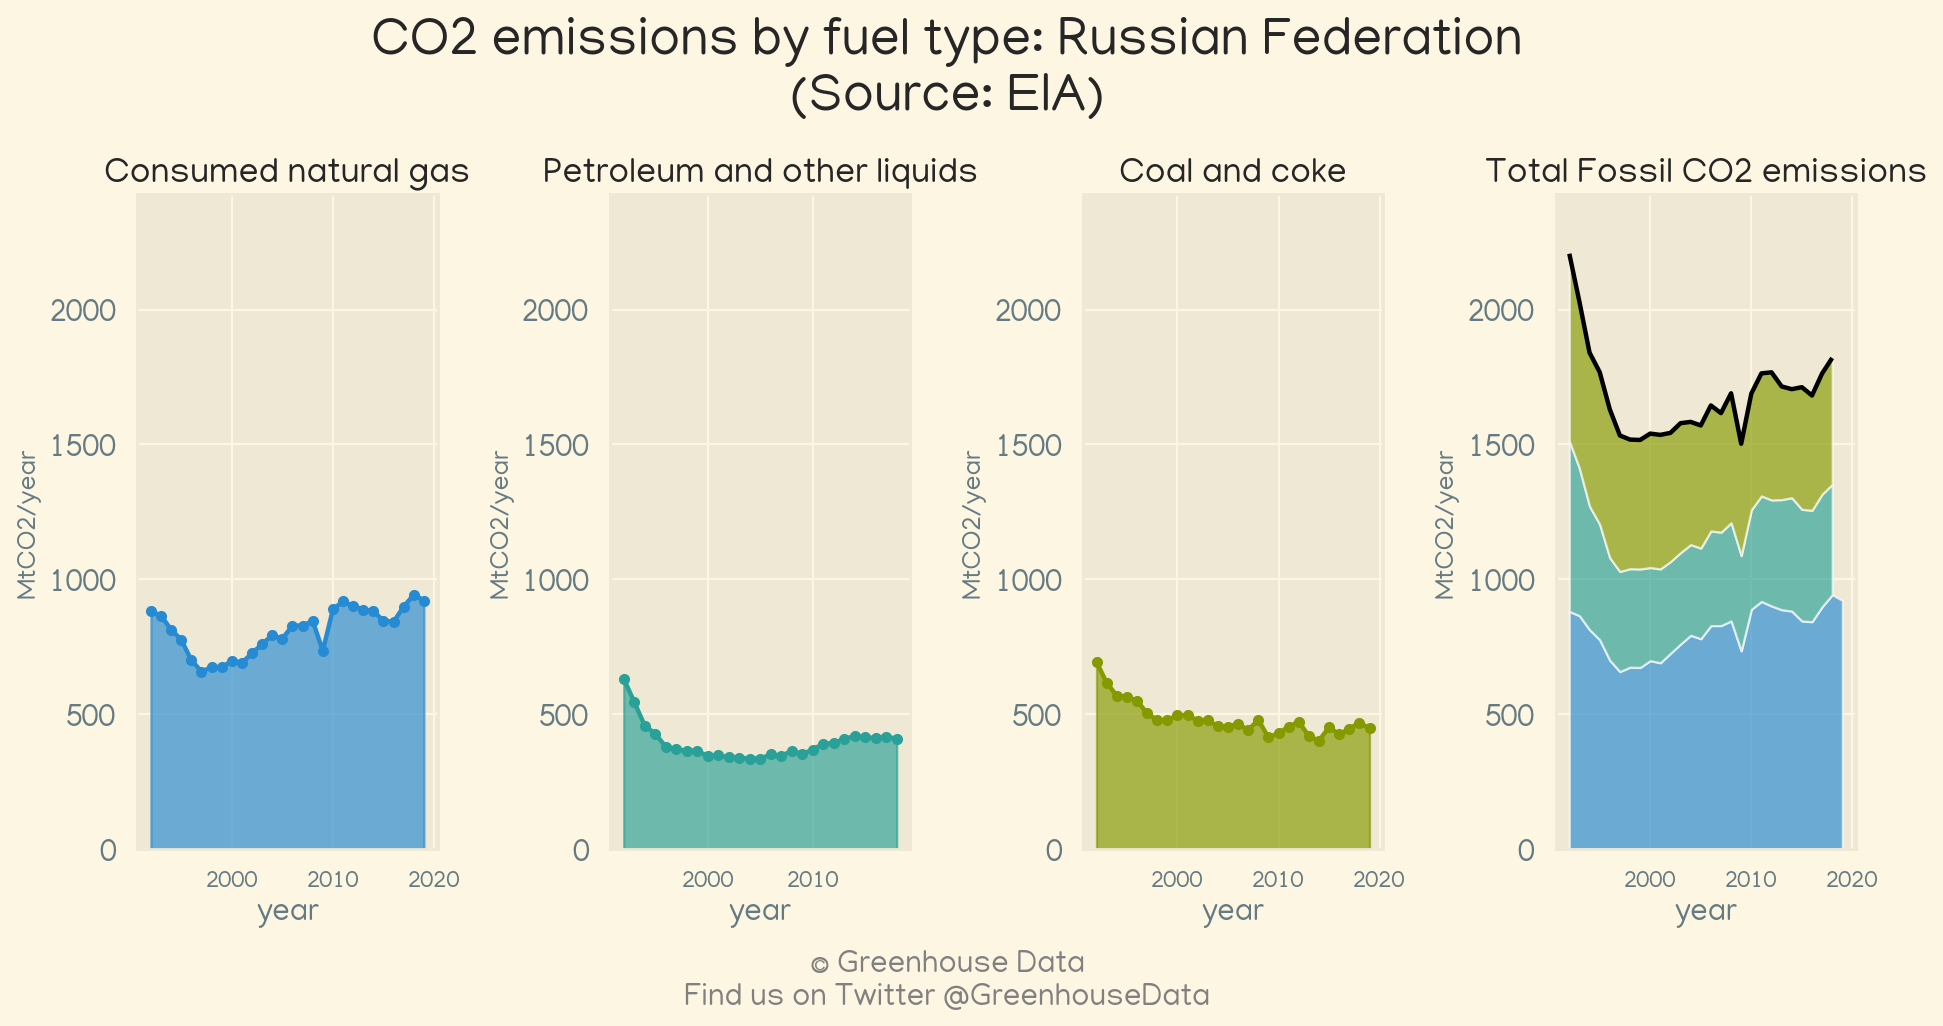 CO2 emissions by fuel type: Russian Federation
(Source: EIA)
Consumed natural gas
MtCO2/year
2000
1500
1000
500
0
2000 2010 2020
year
Petroleum and other liquids
MtCO2/year
2000
1500
1000
500
0
2000 2010
year
Coal and coke
MtCO2/year
2000
1500
1000
500
0
2000 2010 2020
year
Total Fossil CO2 emissions
MtCO2/year
2000
1500
1000
500
0
2000 2010 2020
year
© Greenhouse Data
Find us on Twitter @GreenhouseData